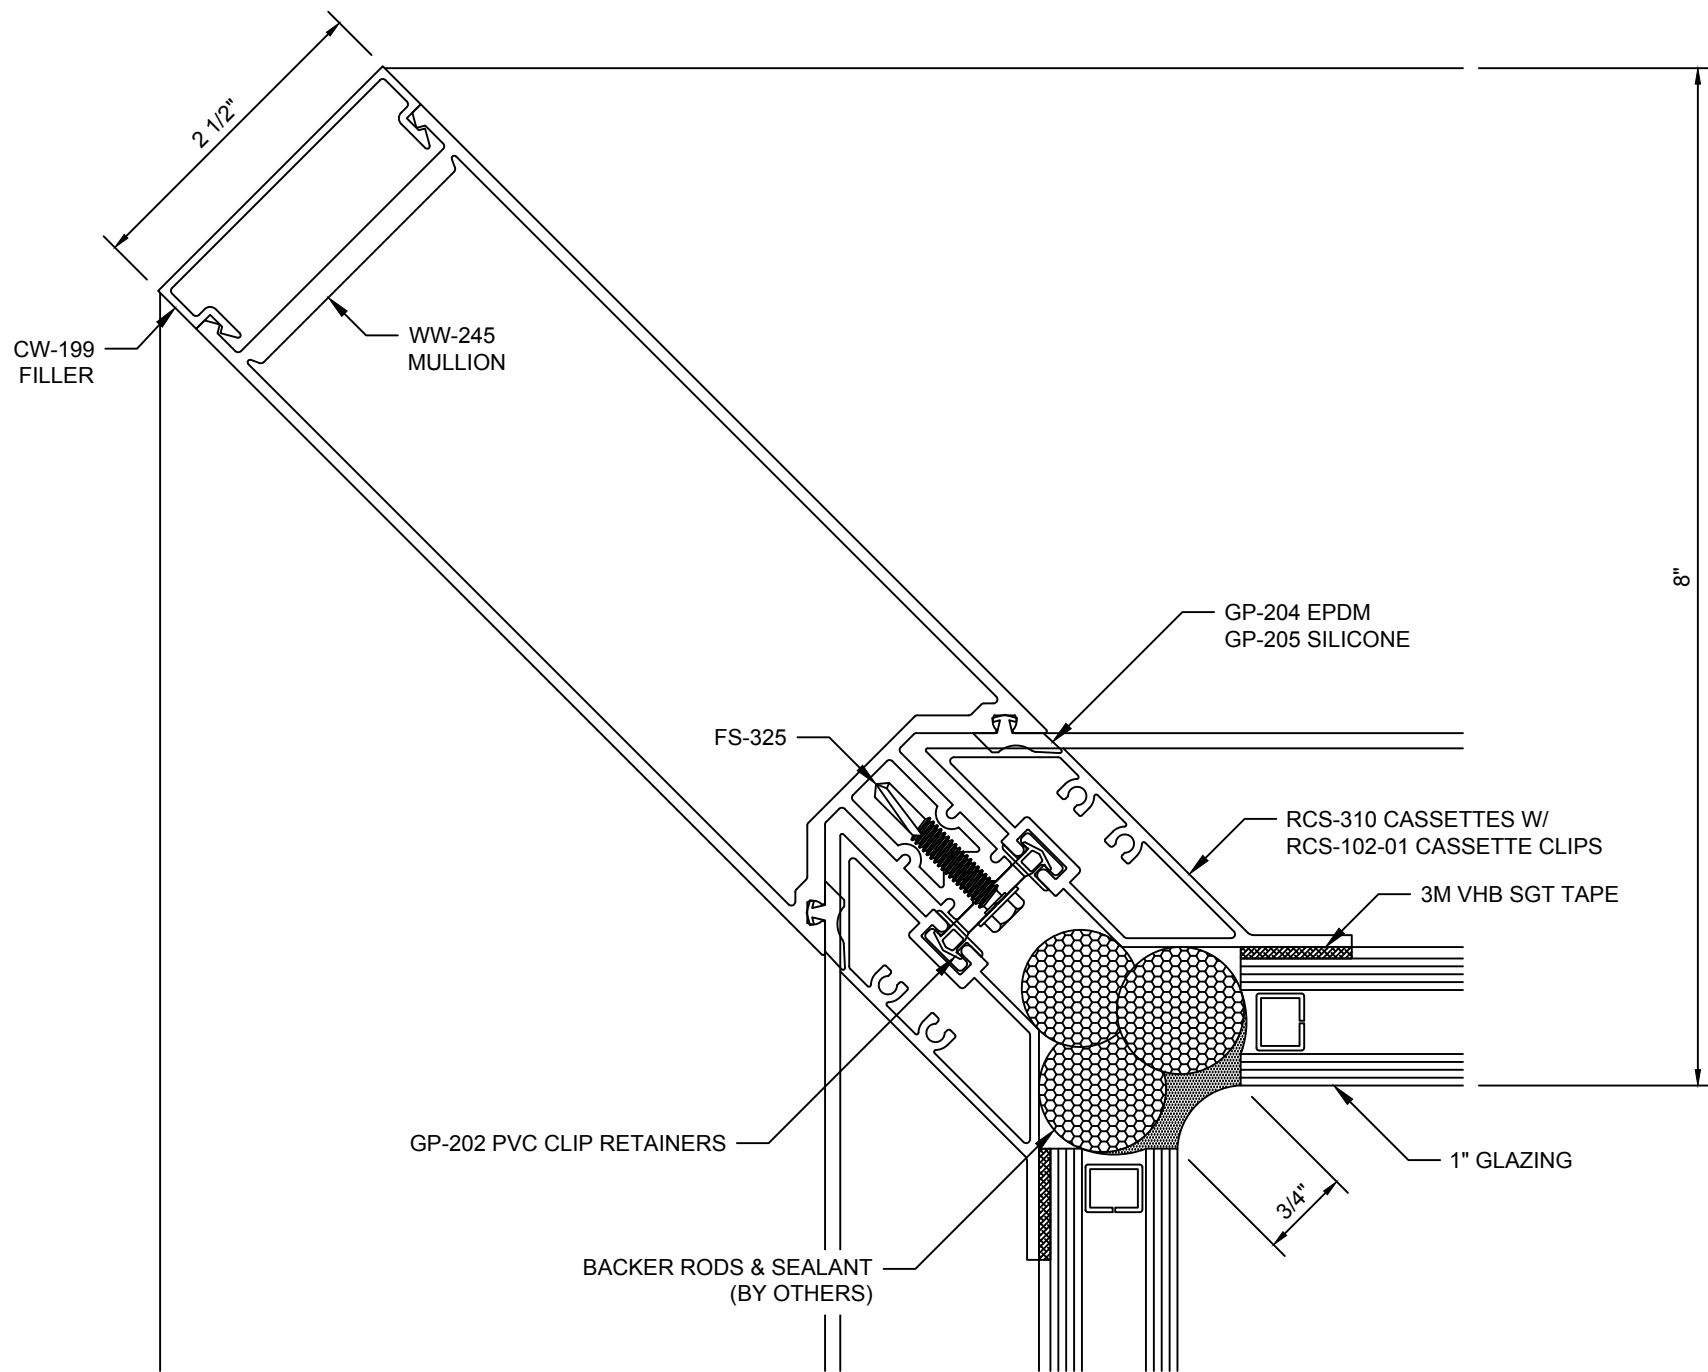 2 1/2"
CW-199
FILLER
WW-245
MULLION
8"
GP-204 EPDM
GP-205 SILICONE
FS-325
RCS-310 CASSETTES W/
RCS-102-01 CASSETTE CLIPS
3M VHB SGT TAPE
GP-202 PVC CLIP RETAINERS
1" GLAZING
3/4"
BACKER RODS & SEALANT
(BY OTHERS)